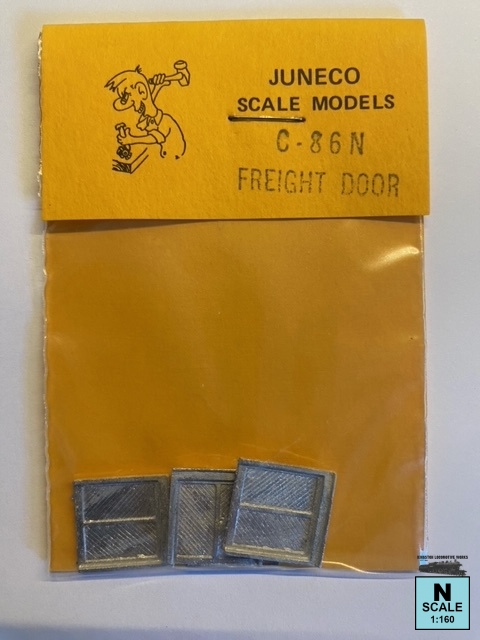 JUNECO
SCALE MODELS
C-86N
FREIGHT DOOR
N
SCALE
1:160